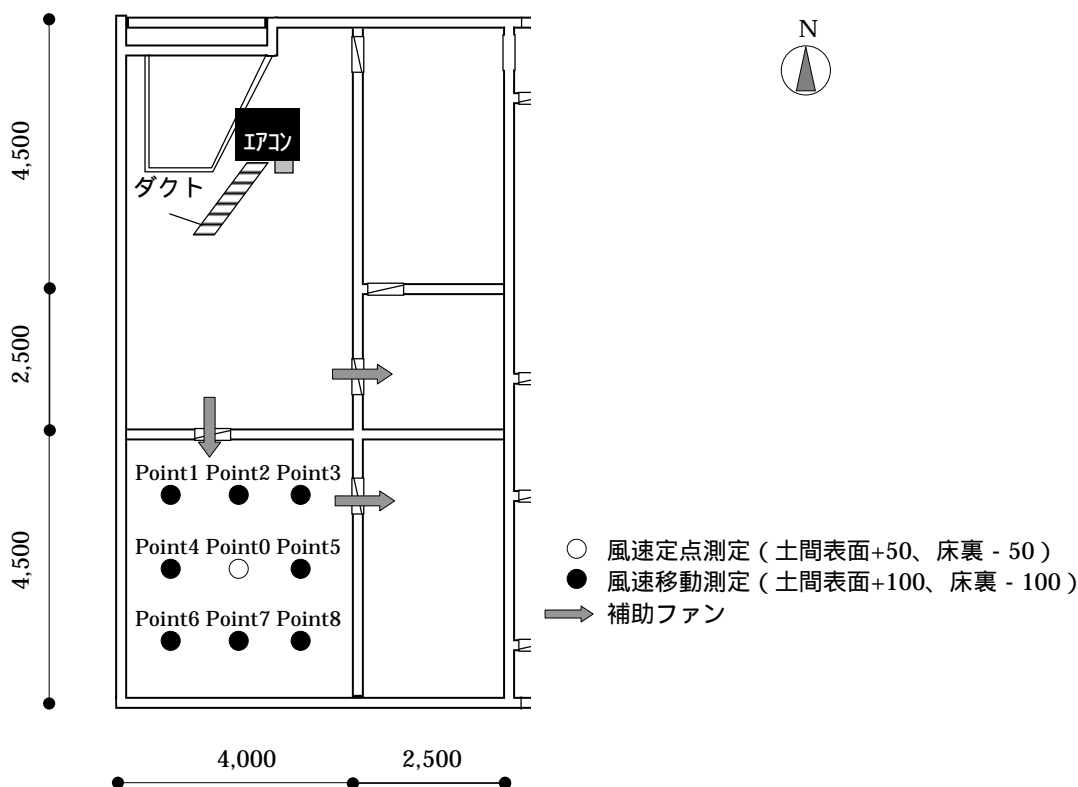 N
4,500
エアコン
ダクト
2,500
4,500
Point1 Point2 Point3
Point4 Point0 Point5
Point6 Point7 Point8
風速定点測定（土間表面+50、床裏 - 50）
風速移動測定（土間表面+100、床裏 - 100）
補助ファン
4,000
2,500